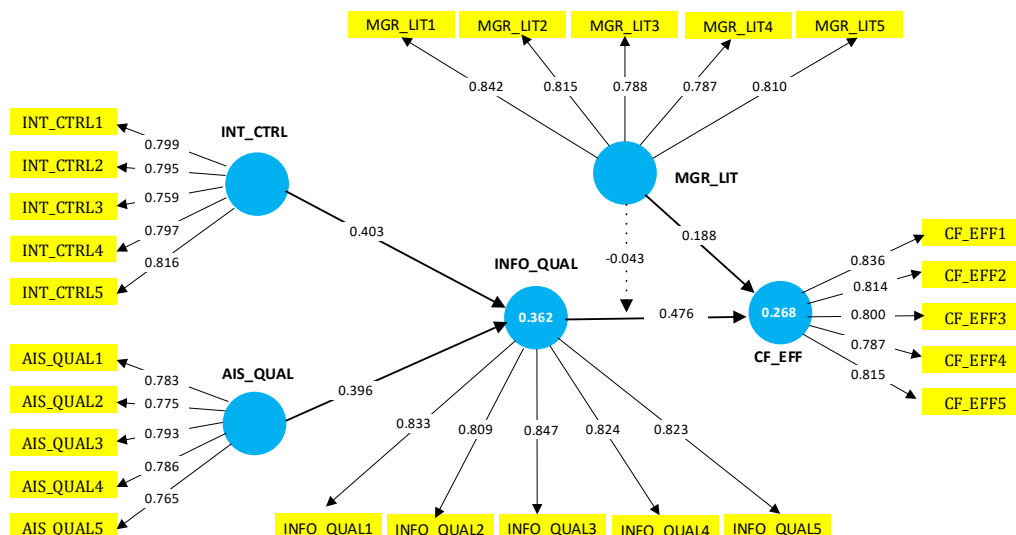 MGR_LIT1 MGR_LIT2 MGR_LIT3 MGR_LIT4 MGR_LIT5
0.842 0.815 0.788 0.787 0.810
INT_CTRL1
INT_CTRL2
INT_CTRL3
INT_CTRL4
INT_CTRL5
0.799
0.795
0.759
0.797
0.816
INT_CTRL
MGR_LIT
0.403
-0.043
0.188
INFO_QUAL
0.362
0.476
0.268
CF_EFF
0.836
0.814
0.800
0.787
0.815
CF_EFF1
CF_EFF2
CF_EFF3
CF_EFF4
CF_EFF5
AIS_QUAL1
AIS_QUAL2
AIS_QUAL3
AIS_QUAL4
AIS_QUAL5
0.783
0.775
0.793
0.786
0.765
AIS_QUAL
0.396
0.833 0.809 0.847 0.824 0.823
INFO_QUAL1 INFO_QUAL2 INFO_QUAL3 INFO_QUAL4 INFO_QUAL5